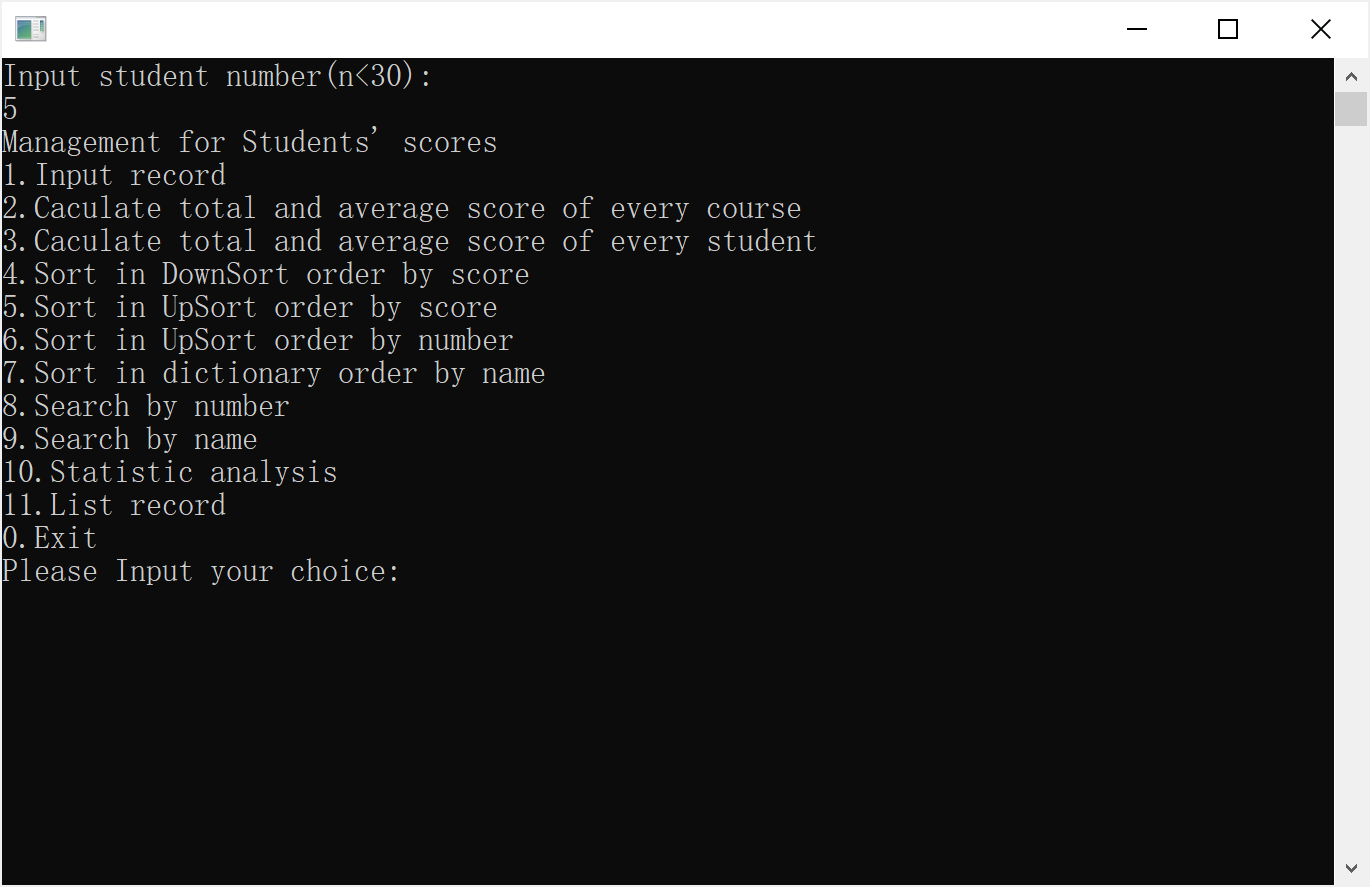 Input student number(n<30):
5
Management for Students' scores
1.Input record
2.Caculate total and average score of every course
3.Caculate total and average score of every student
4.Sort in DownSort order by score
5.Sort in UpSort order by score
6.Sort in UpSort order by number
7.Sort in dictionary order by name
8.Search by number
9.Search by name
10.Statistic analysis
11.List record
0.Exit
Please Input your choice: